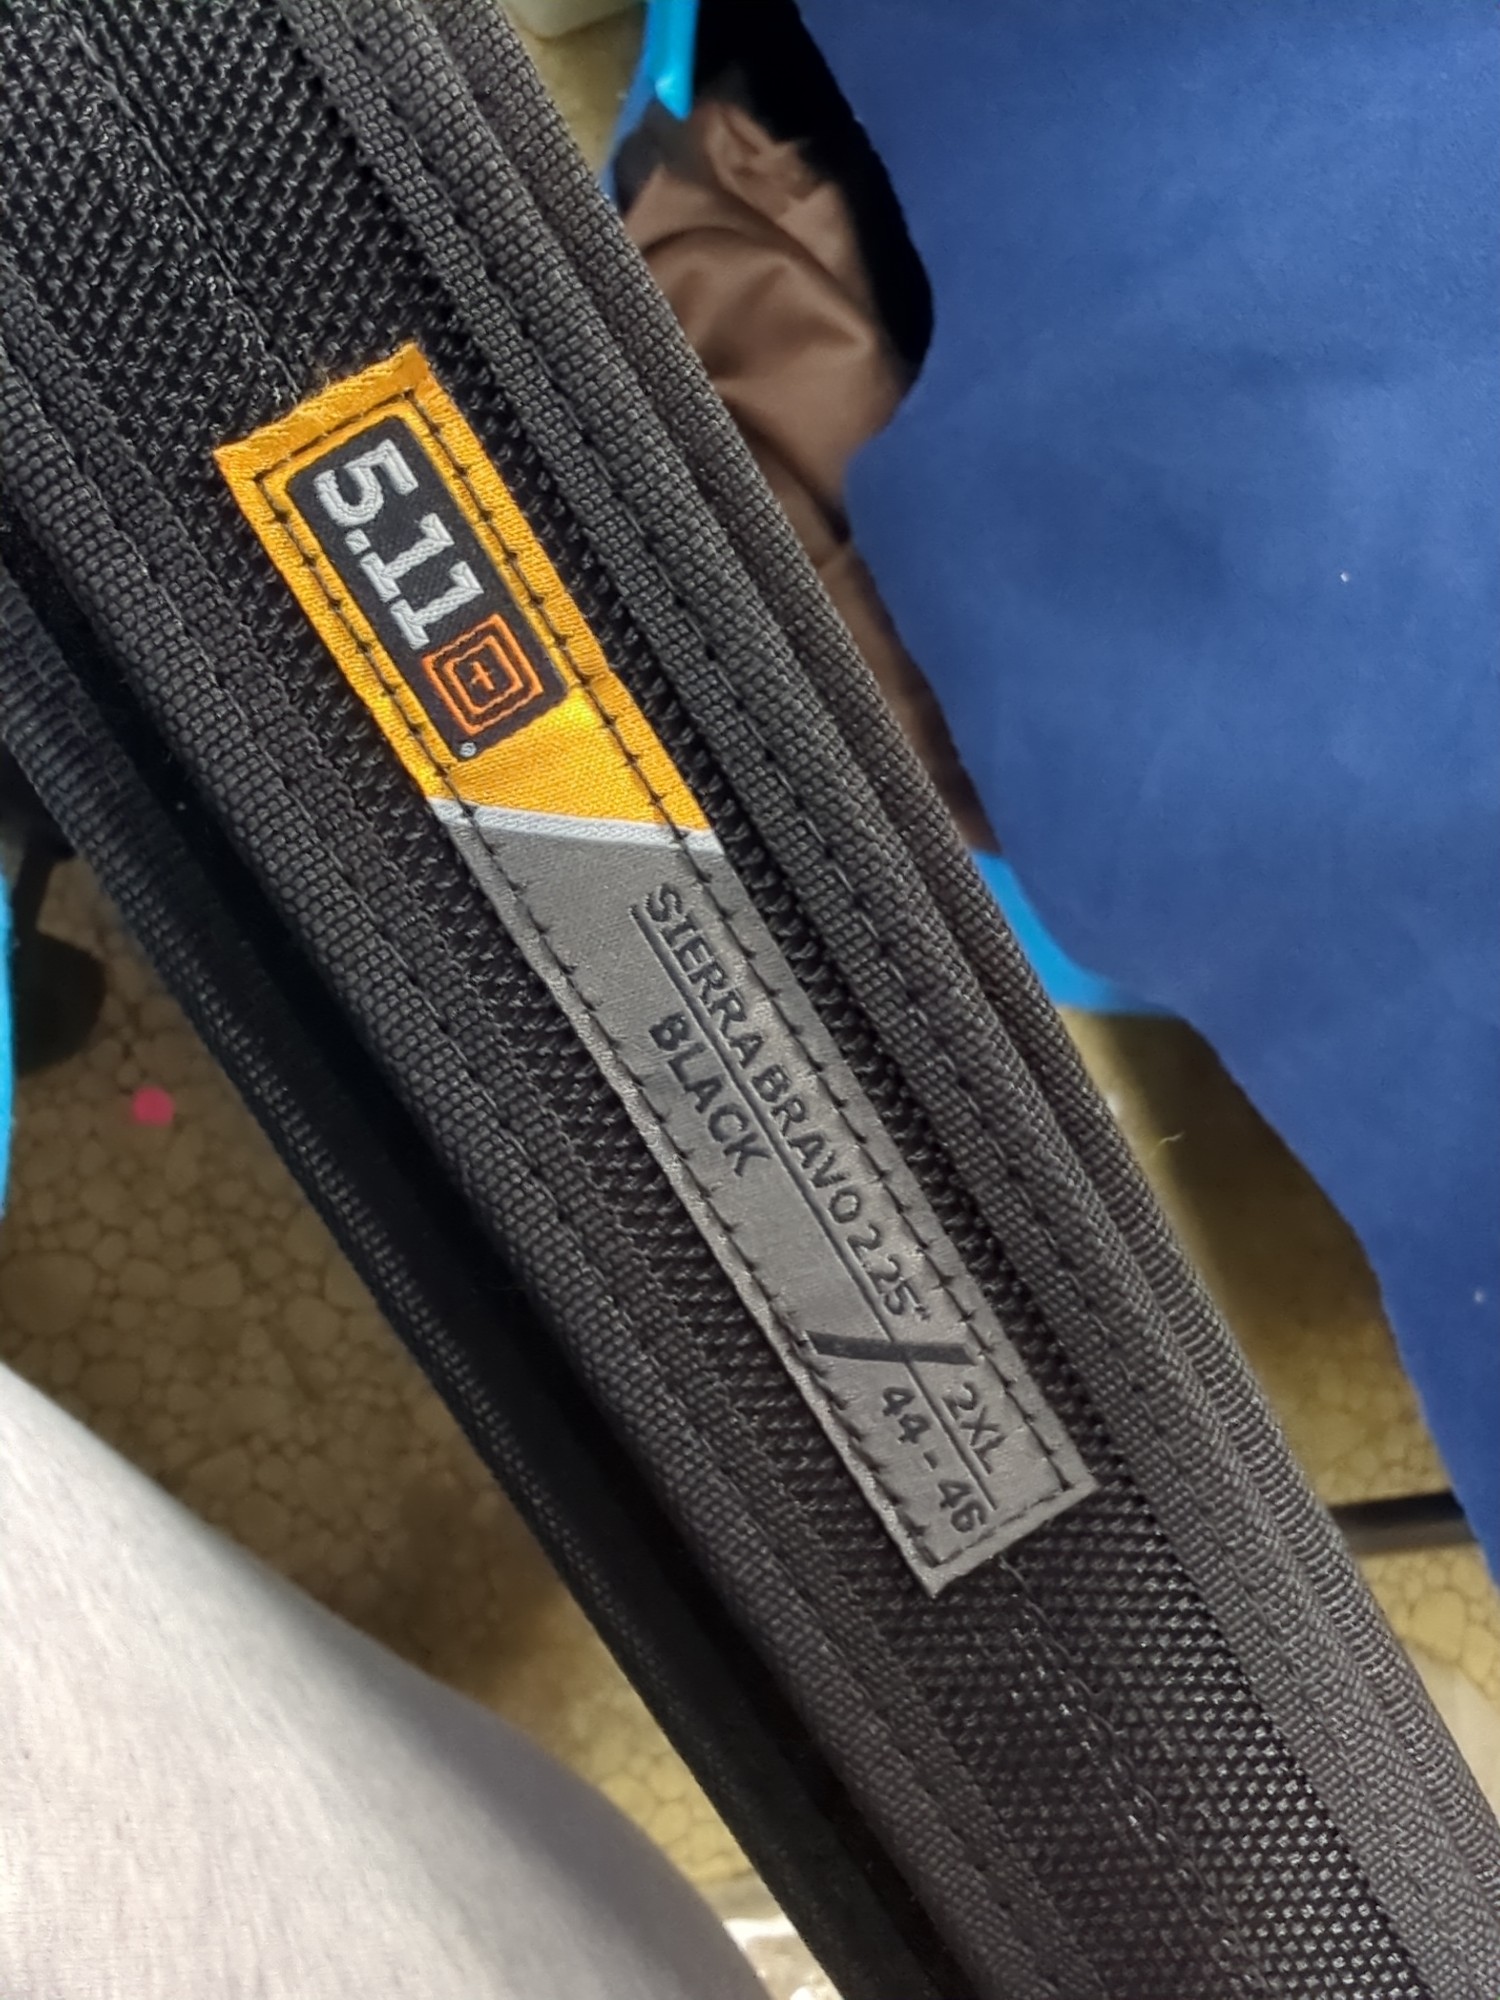 5.11
®
SIERRA BRAVO 2.25"
BLACK
2XL
44 - 46